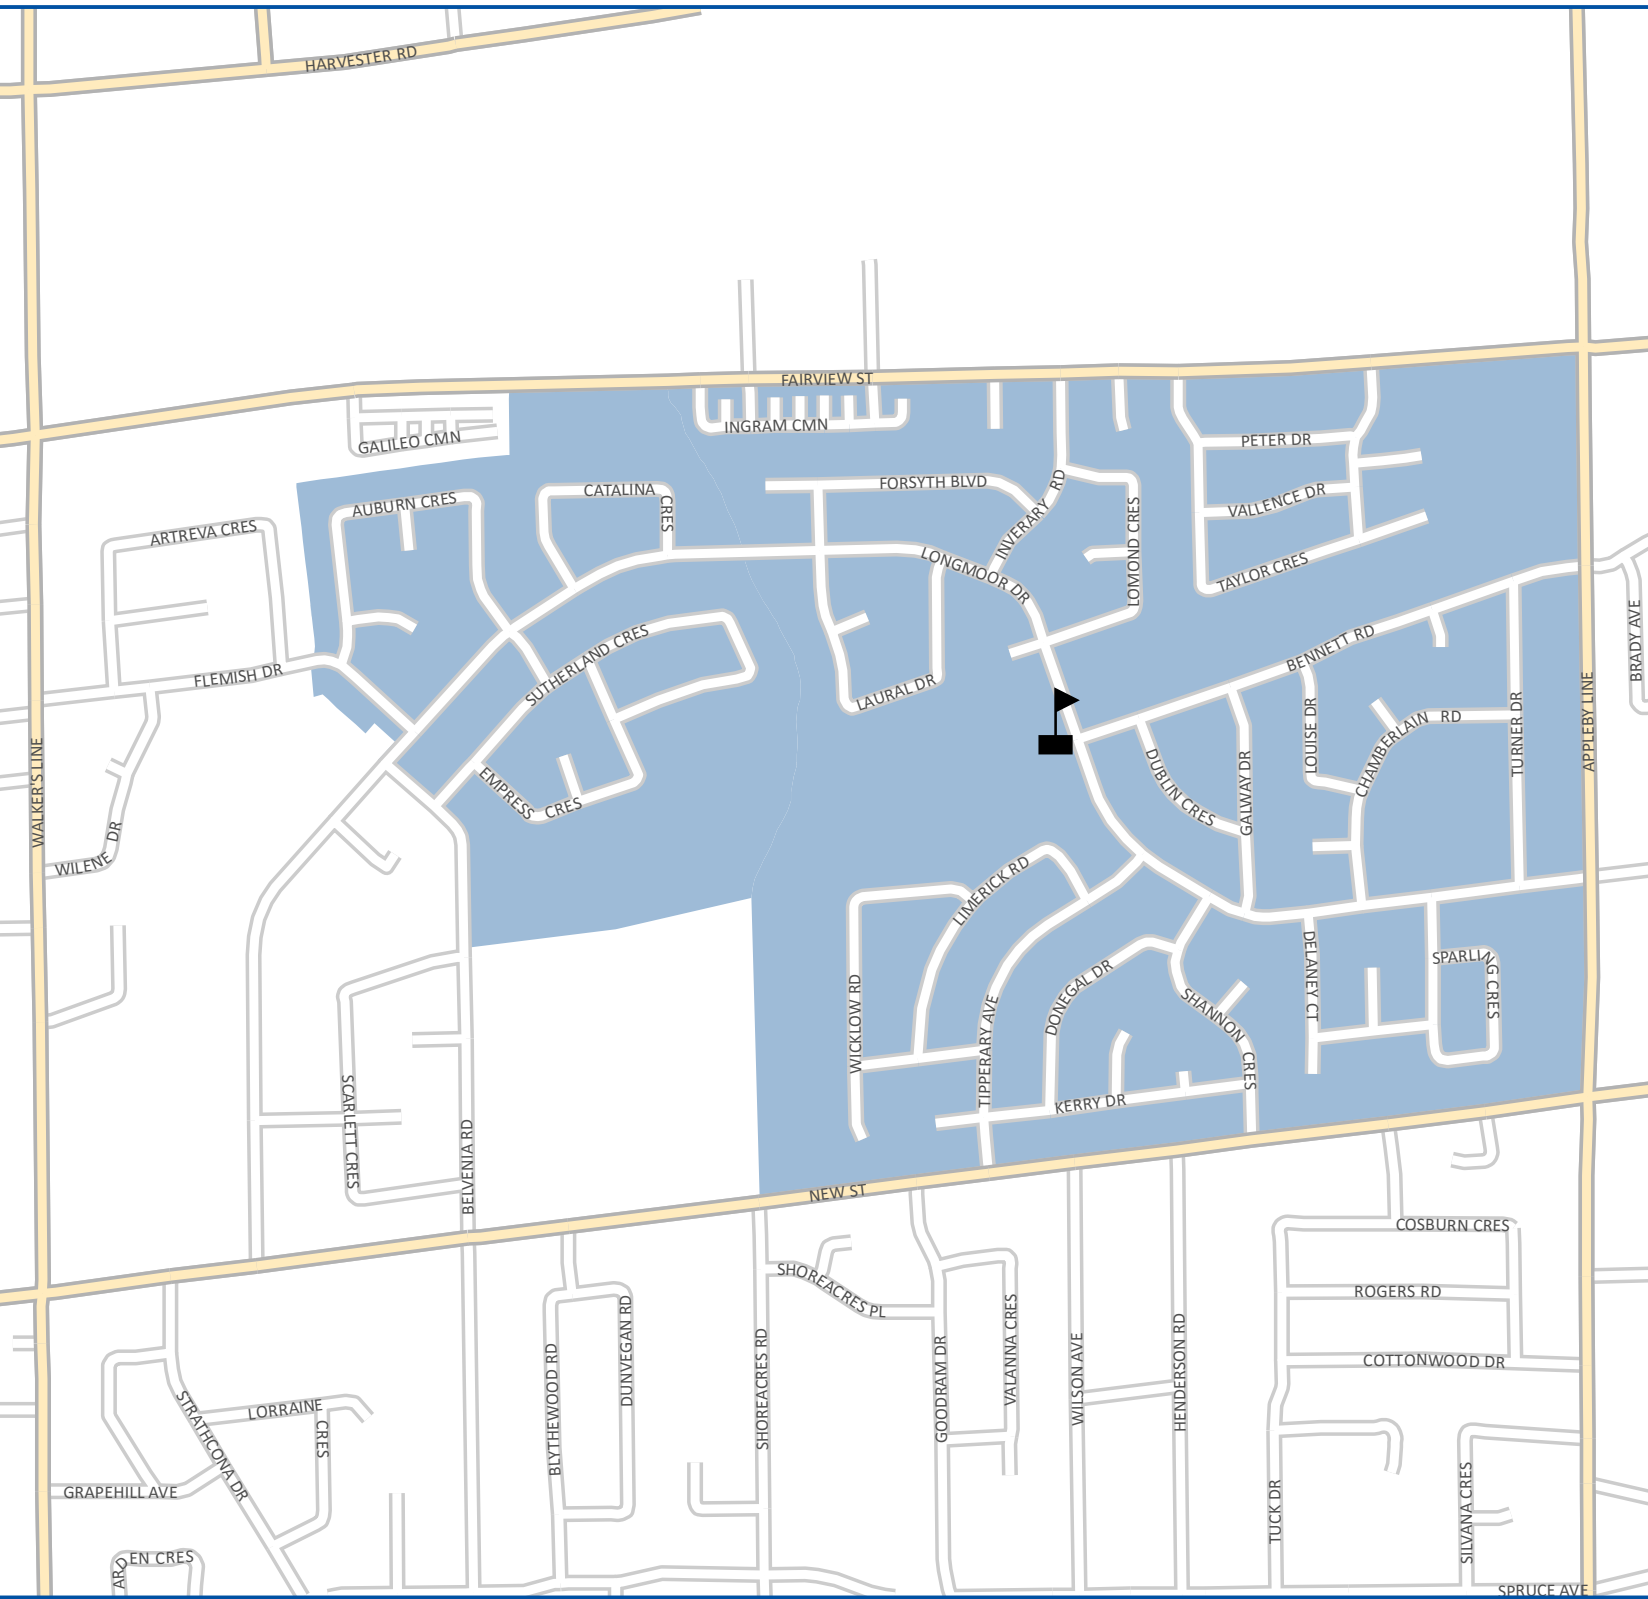 HARVESTER RD
FAIRVIEW ST
INGRAM CMN
GALILEO CMN
PETER DR
FORSYTH BLVD
INVERARY RD
CATALINA CRES
AUBURN CRES
VALLENCE DR
ARTREVA CRES
LOMOND CRES
LONGMOOR DR
TAYLOR CRES
BRADY AVE
SUTHERLAND CRES
BENNETT RD
FLEMISH DR
LAURAL DR
LOUISE DR
CHAMBERLAIN RD
TURNER DR
APPLEBY LINE
WALKER'S LINE
EMPRESS CRES
DUBLIN CRES
GALWAY DR
WILENE DR
LIMERICK RD
WICKLOW RD
DONEGAL DR
SHANNON CRES
DELANEY CT
SPARLING CRES
TIPPERARY AVE
KERRY DR
SCARLETT CRES
BELVENIA RD
NEW ST
COSBURN CRES
SHOREACRES PL
ROGERS RD
COTTONWOOD DR
DUNVEGAN RD
BLYTHEWOOD RD
SHOREACRES RD
GOODRAM DR
VALANNA CRES
WILSON AVE
HENDERSON RD
STRATHCONA DR
LORRAINE CRES
GRAPEHILL AVE
TUCK DR
SILVANA CRES
ARDEN CRES
SPRUCE AVE